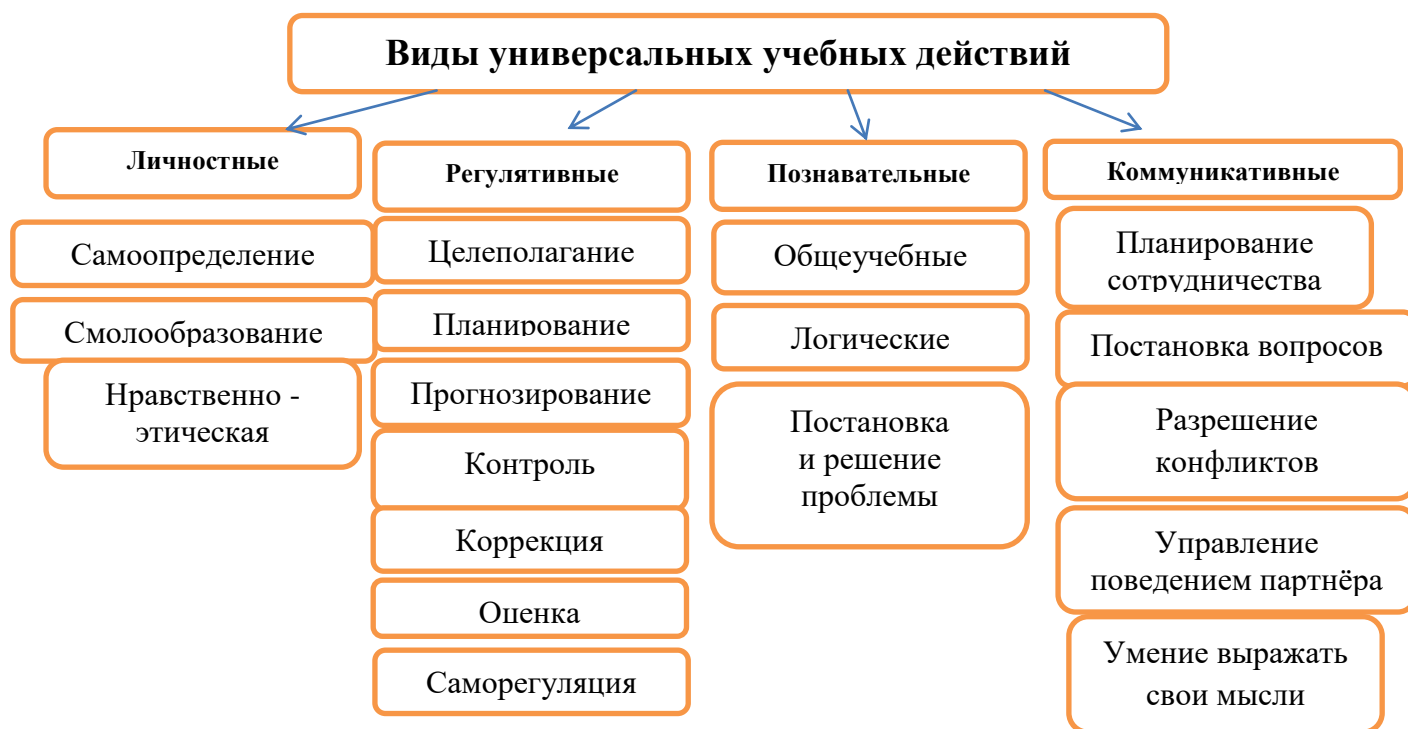 Виды универсальных учебных действий
Личностные
Самоопределение
Смолообразование
Нравственно -
этическая
Регулятивные
Целеполагание
Планирование
Прогнозирование
Контроль
Коррекция
Оценка
Саморегуляция
Познавательные
Общеучебные
Логические
Постановка
и решение
проблемы
Коммуникативные
Планирование
сотрудничества
Постановка вопросов
Разрешение
конфликтов
Управление
поведением партнёра
Умение выражать
свои мысли